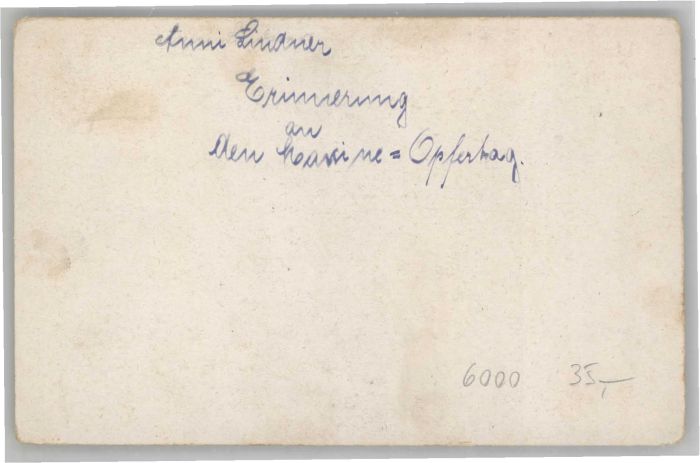 Anni Lindner
Erinnerung
an
den Marine=Opfertag.
6000 35,—